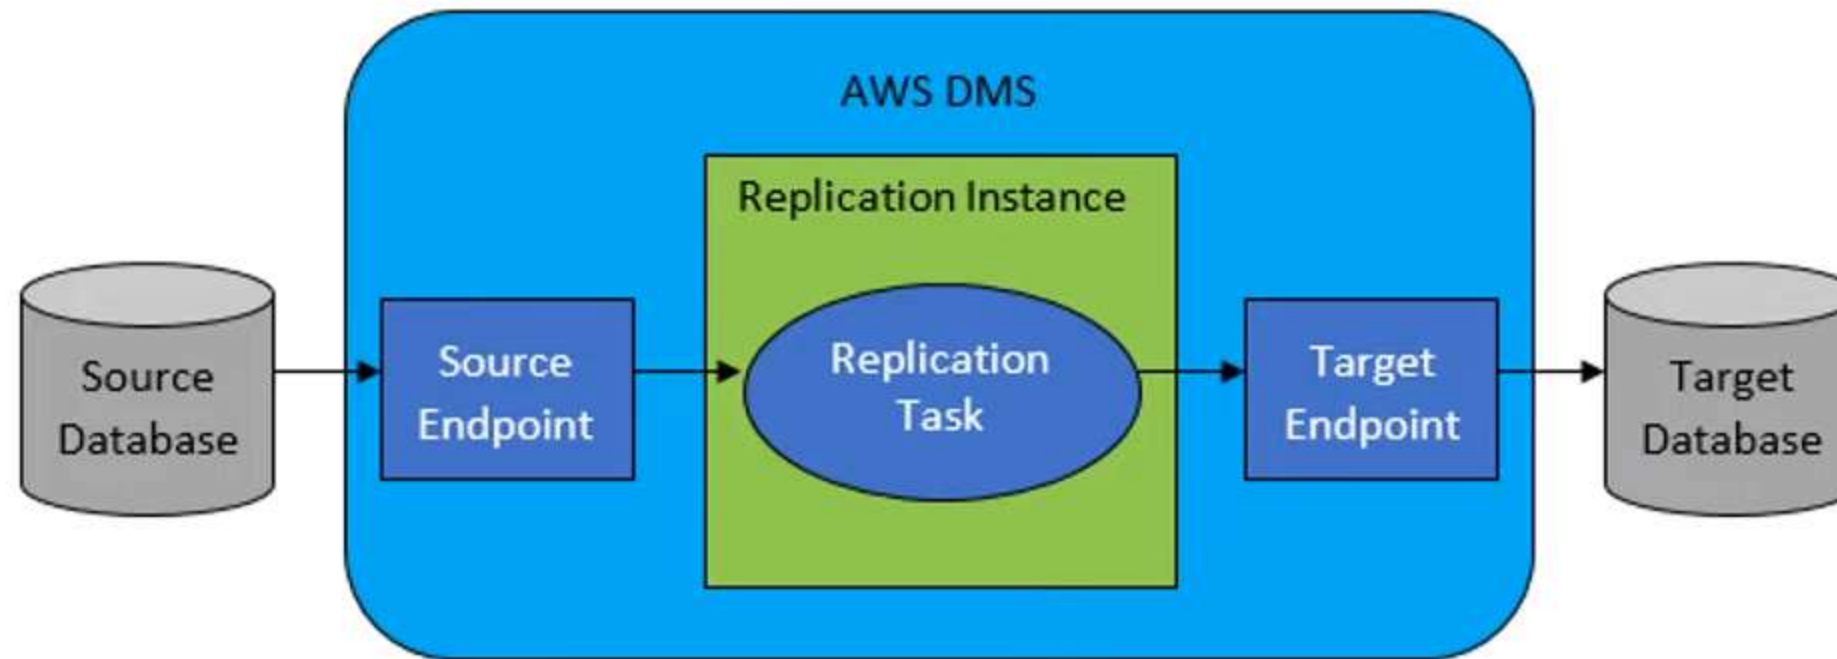 AWS DMS
Replication Instance
Source
Database
Source
Endpoint
Replication
Task
Target
Endpoint
Target
Database